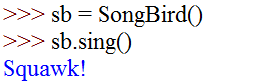 >>> sb = SongBird()
>>> sb.sing()
Squawk!